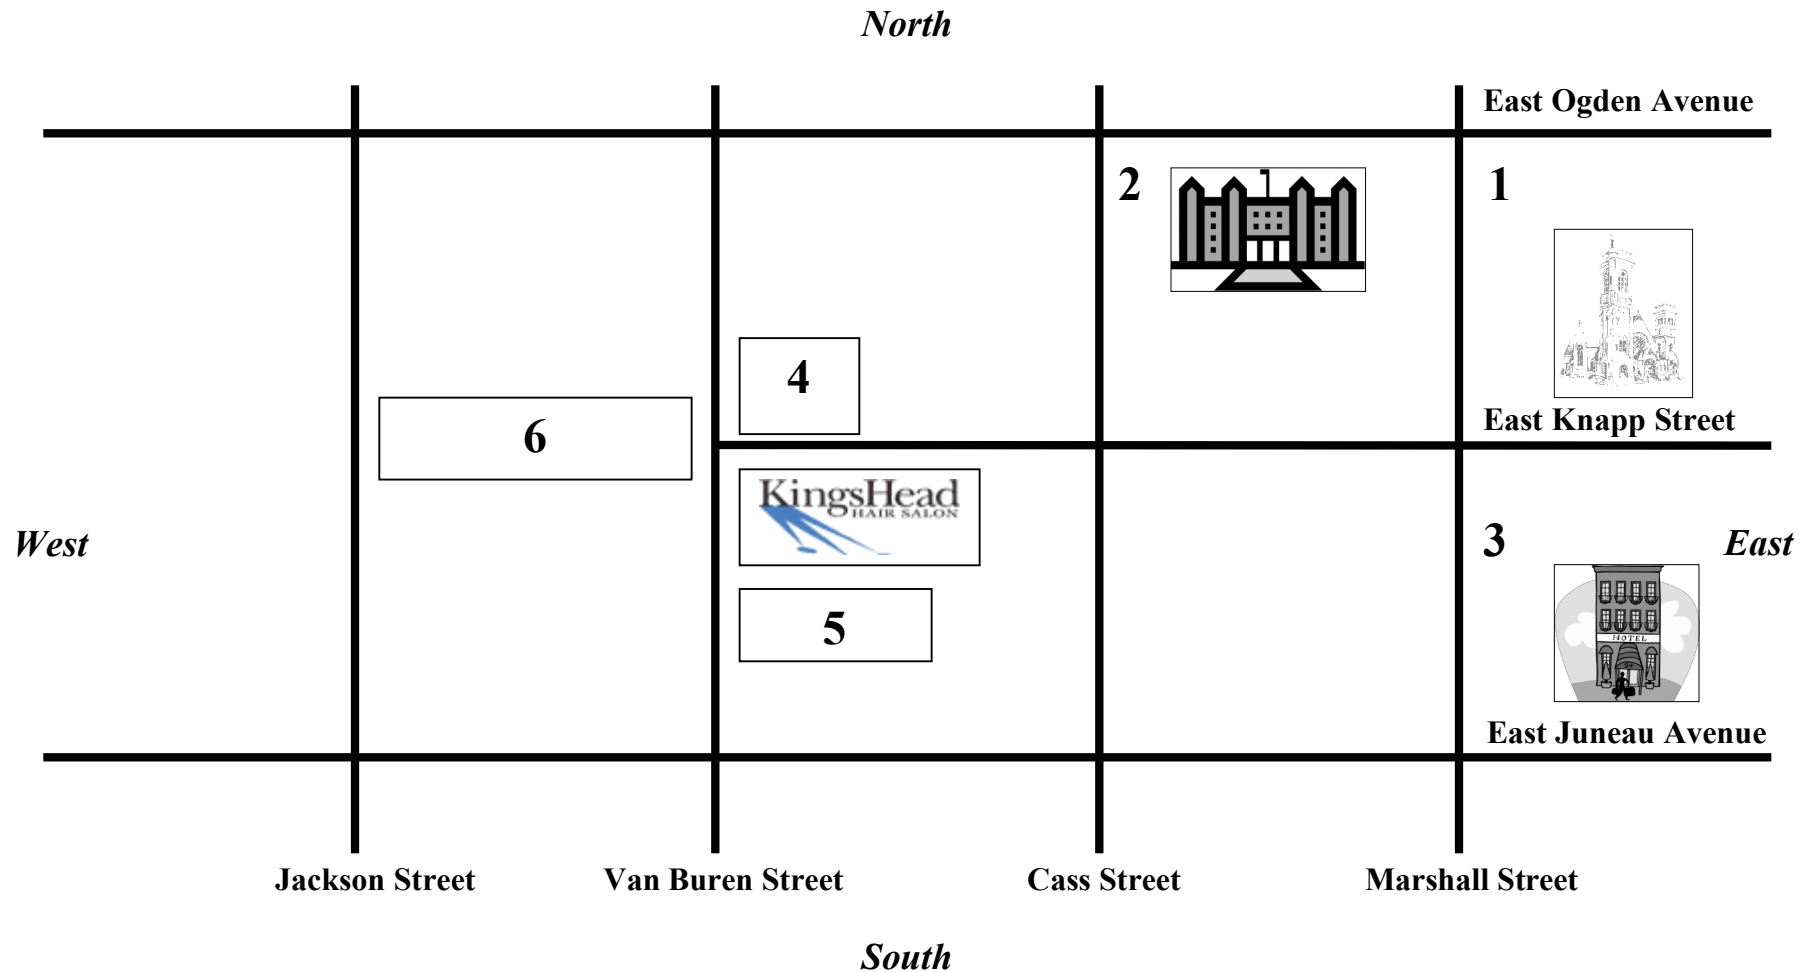 North
East Ogden Avenue
2
1
4
East Knapp Street
6
KingsHead
HAIR SALON
West
3
East
HOTEL
5
East Juneau Avenue
Jackson Street
Van Buren Street
Cass Street
Marshall Street
South